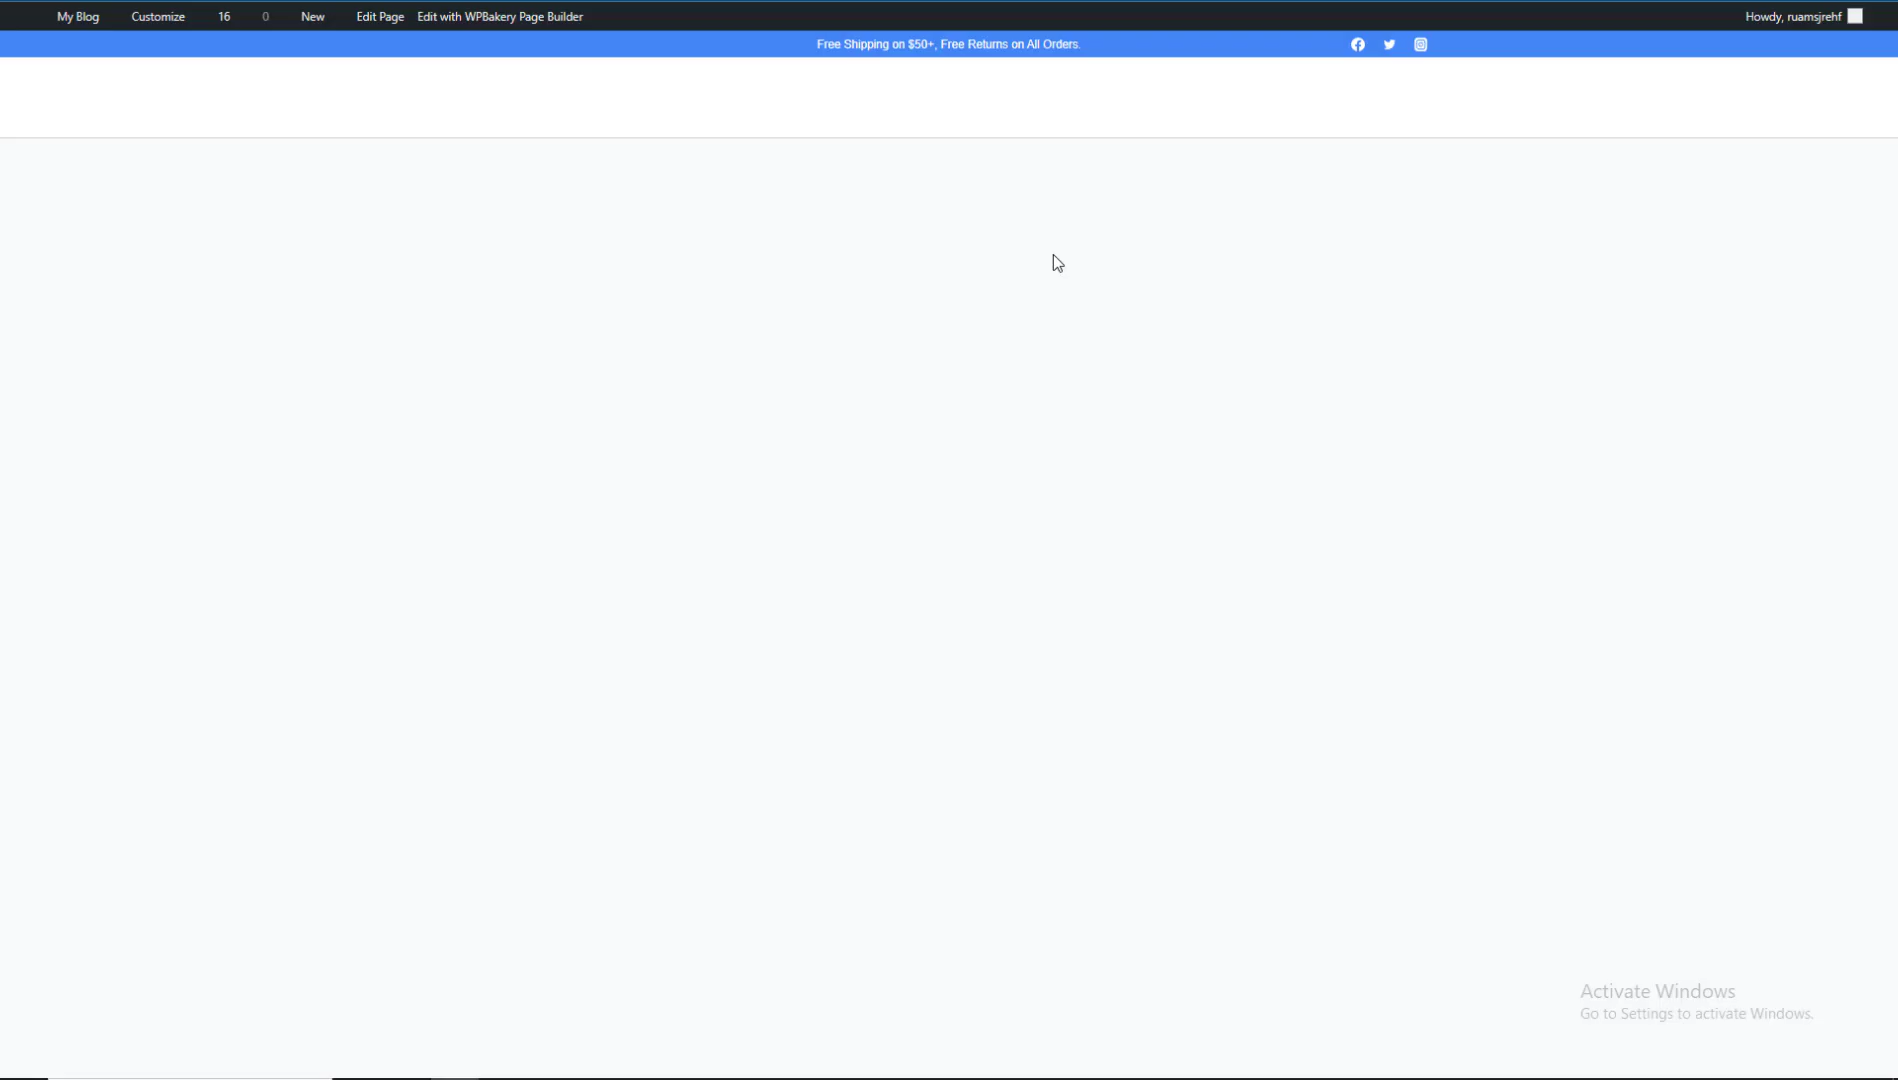 My Blog Customize 16 0 New Edit Page Edit with WPBakery Page Builder Howdy, ruamsjrehf
Free Shipping on $50+, Free Returns on All Orders.
Activate Windows
Go to Settings to activate Windows.